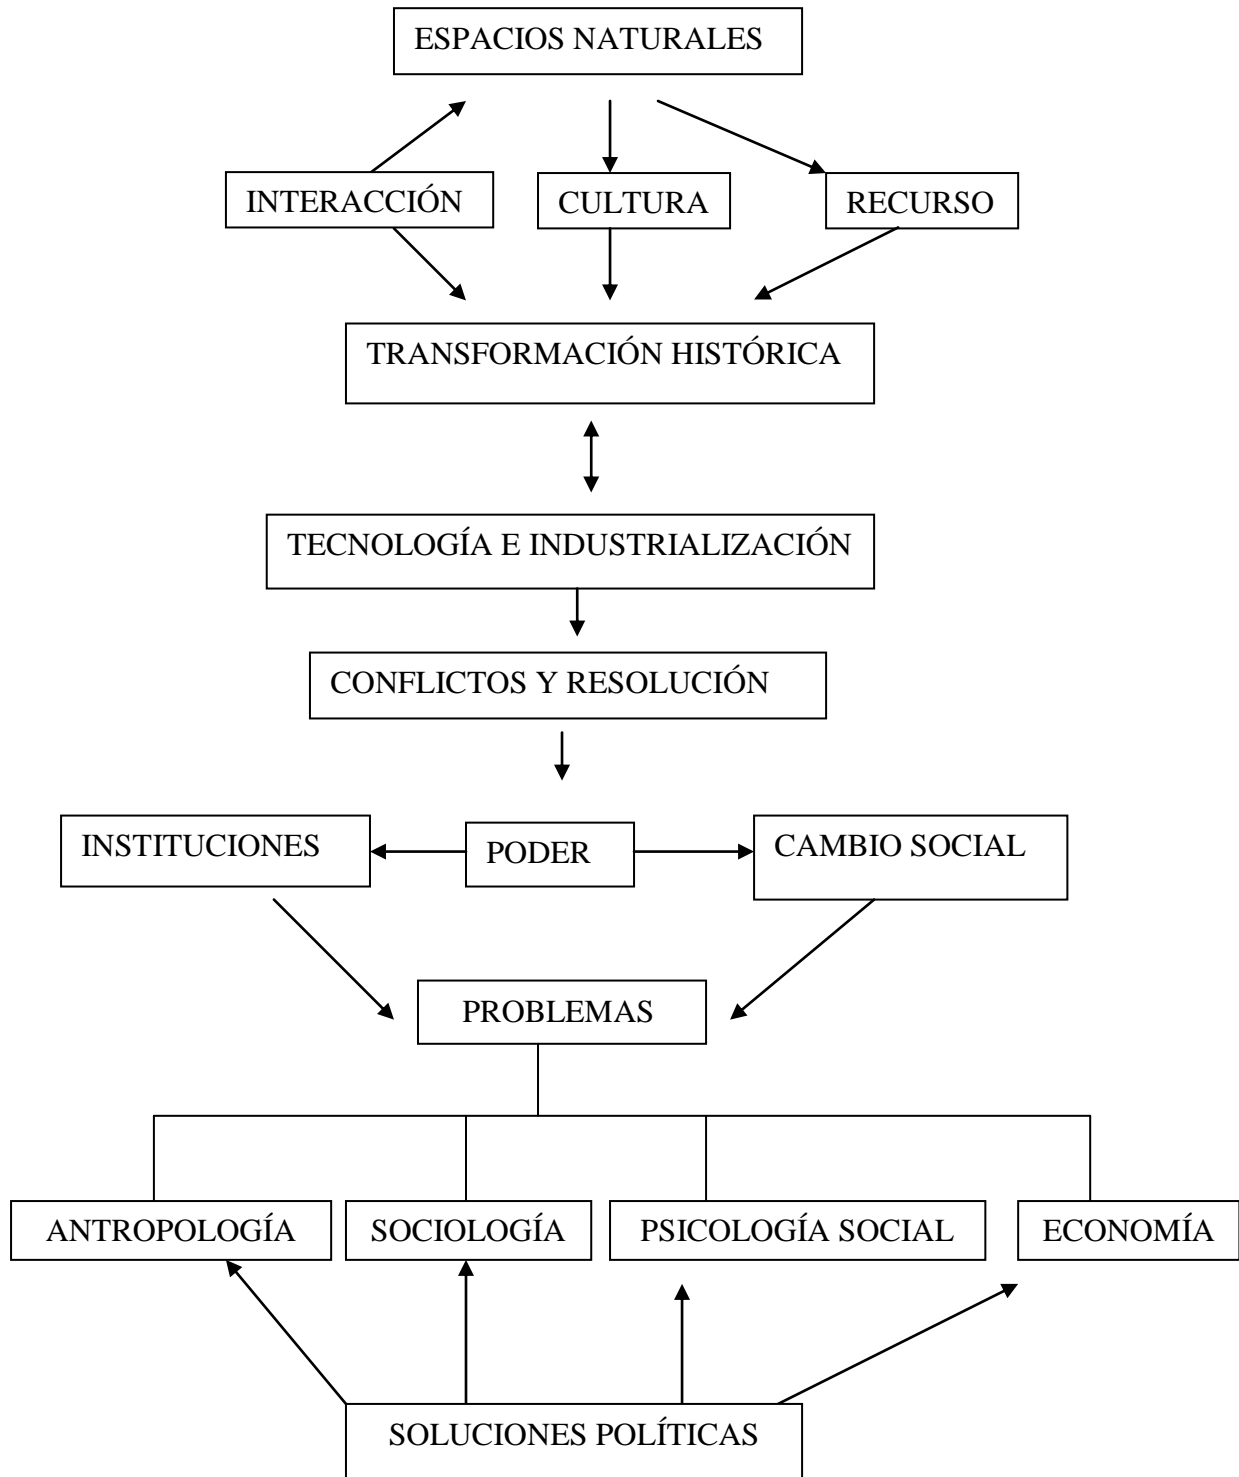 ESPACIOS NATURALES
INTERACCIÓN
CULTURA
RECURSO
TRANSFORMACIÓN HISTÓRICA
TECNOLOGÍA E INDUSTRIALIZACIÓN
CONFLICTOS Y RESOLUCIÓN
INSTITUCIONES
PODER
CAMBIO SOCIAL
PROBLEMAS
ANTROPOLOGÍA
SOCIOLOGÍA
PSICOLOGÍA SOCIAL
ECONOMÍA
SOLUCIONES POLÍTICAS